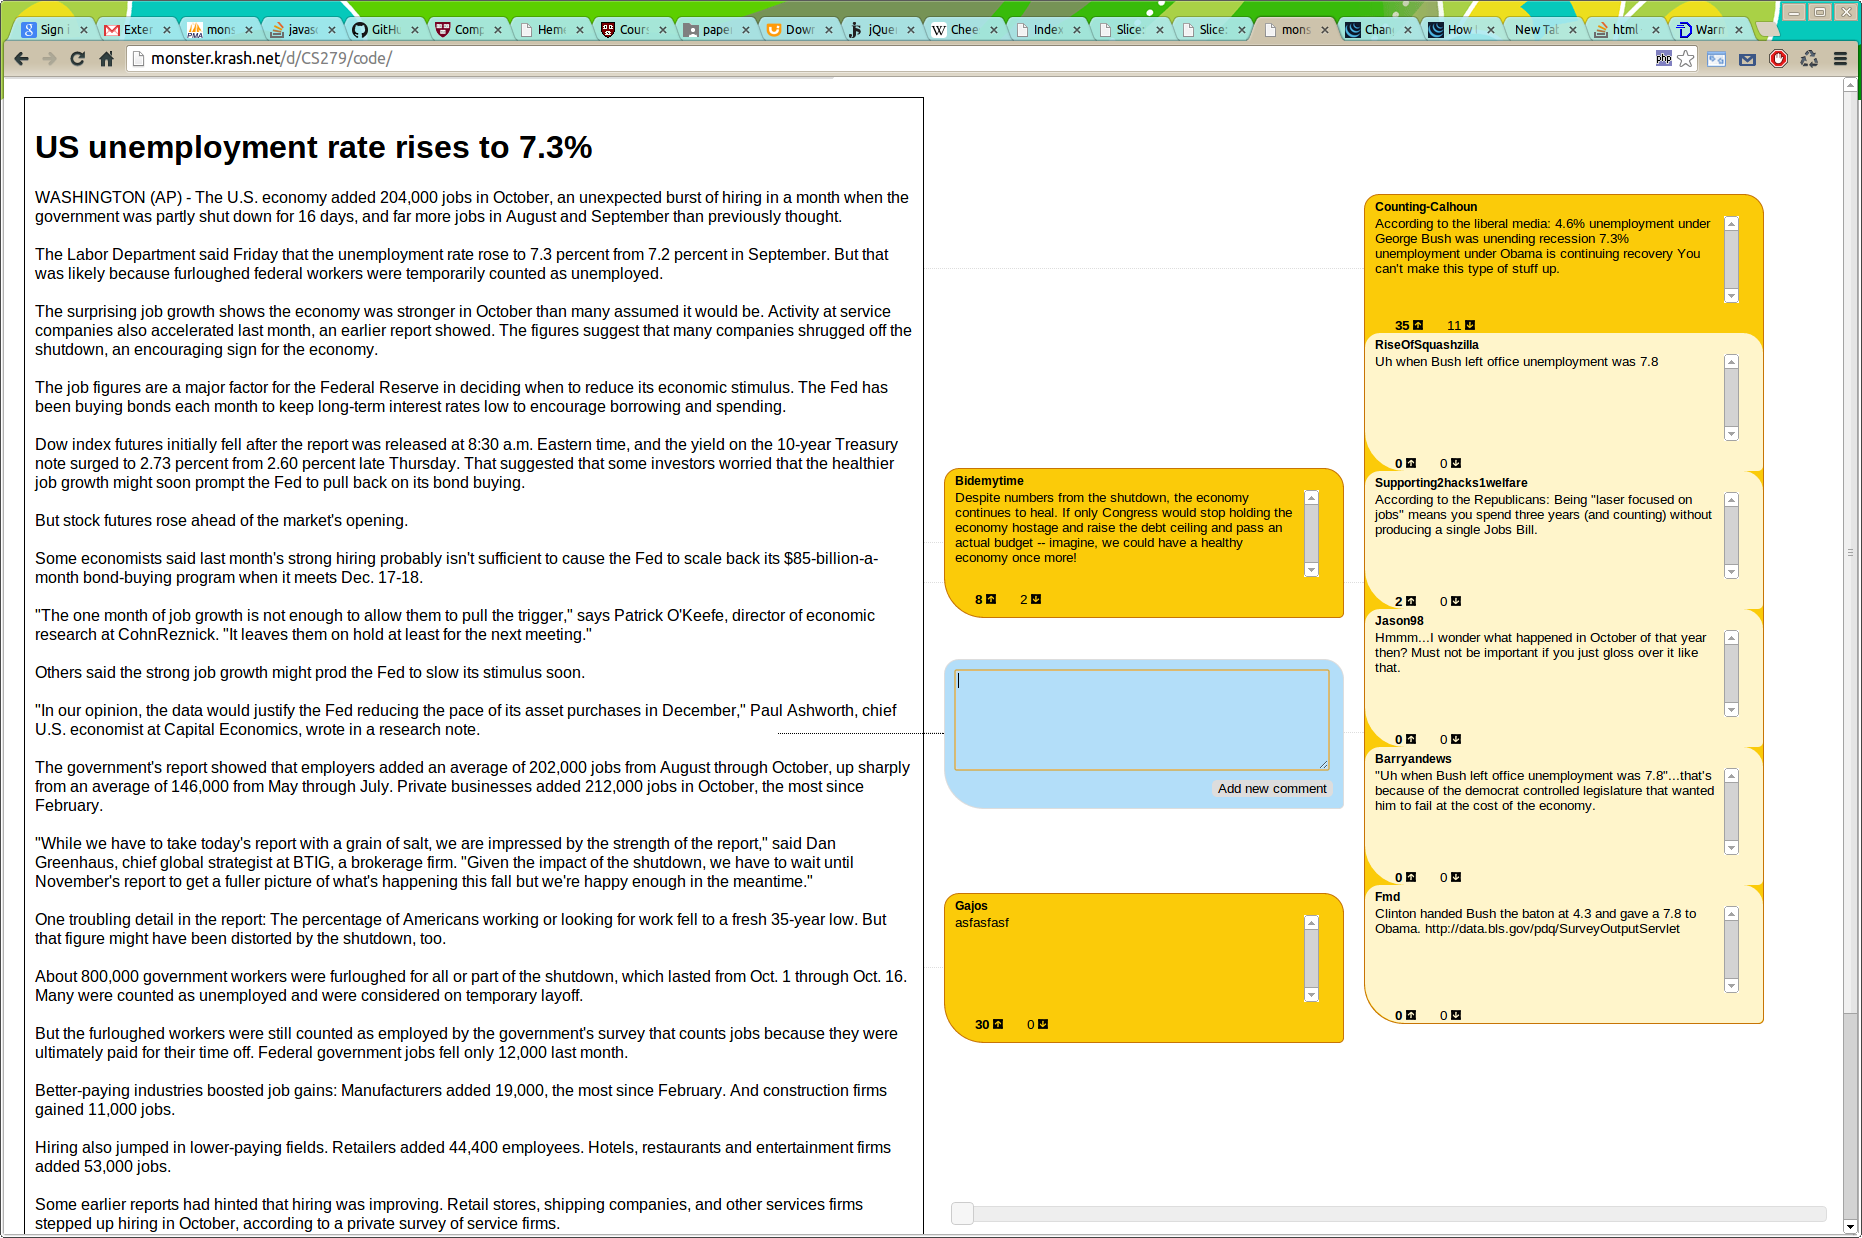 Sign i
Exter
mons
javasc
GitHu
Comp
Heme
Cours
paper
Dow
jQuer
Chee
Index
Slice:
Slice:
mons
Chan
How t
New Tab
html
Warm
monster.krash.net/d/CS279/code/
php
US unemployment rate rises to 7.3%
WASHINGTON (AP) - The U.S. economy added 204,000 jobs in October, an unexpected burst of hiring in a month when the
government was partly shut down for 16 days, and far more jobs in August and September than previously thought.
The Labor Department said Friday that the unemployment rate rose to 7.3 percent from 7.2 percent in September. But that
was likely because furloughed federal workers were temporarily counted as unemployed.
The surprising job growth shows the economy was stronger in October than many assumed it would be. Activity at service
companies also accelerated last month, an earlier report showed. The figures suggest that many companies shrugged off the
shutdown, an encouraging sign for the economy.
The job figures are a major factor for the Federal Reserve in deciding when to reduce its economic stimulus. The Fed has
been buying bonds each month to keep long-term interest rates low to encourage borrowing and spending.
Dow index futures initially fell after the report was released at 8:30 a.m. Eastern time, and the yield on the 10-year Treasury
note surged to 2.73 percent from 2.60 percent late Thursday. That suggested that some investors worried that the healthier
job growth might soon prompt the Fed to pull back on its bond buying.
But stock futures rose ahead of the market's opening.
Some economists said last month's strong hiring probably isn't sufficient to cause the Fed to scale back its $85-billion-a-
month bond-buying program when it meets Dec. 17-18.
"The one month of job growth is not enough to allow them to pull the trigger," says Patrick O'Keefe, director of economic
research at CohnReznick. "It leaves them on hold at least for the next meeting."
Others said the strong job growth might prod the Fed to slow its stimulus soon.
"In our opinion, the data would justify the Fed reducing the pace of its asset purchases in December," Paul Ashworth, chief
U.S. economist at Capital Economics, wrote in a research note.
The government's report showed that employers added an average of 202,000 jobs from August through October, up sharply
from an average of 146,000 from May through July. Private businesses added 212,000 jobs in October, the most since
February.
"While we have to take today's report with a grain of salt, we are impressed by the strength of the report," said Dan
Greenhaus, chief global strategist at BTIG, a brokerage firm. "Given the impact of the shutdown, we have to wait until
November's report to get a fuller picture of what's happening this fall but we're happy enough in the meantime."
One troubling detail in the report: The percentage of Americans working or looking for work fell to a fresh 35-year low. But
that figure might have been distorted by the shutdown, too.
About 800,000 government workers were furloughed for all or part of the shutdown, which lasted from Oct. 1 through Oct. 16.
Many were counted as unemployed and were considered on temporary layoff.
But the furloughed workers were still counted as employed by the government's survey that counts jobs because they were
ultimately paid for their time off. Federal government jobs fell only 12,000 last month.
Better-paying industries boosted job gains: Manufacturers added 19,000, the most since February. And construction firms
gained 11,000 jobs.
Hiring also jumped in lower-paying fields. Retailers added 44,400 employees. Hotels, restaurants and entertainment firms
added 53,000 jobs.
Some earlier reports had hinted that hiring was improving. Retail stores, shipping companies, and other services firms
stepped up hiring in October, according to a private survey of service firms.
Bidemytime
Despite numbers from the shutdown, the economy
continues to heal. If only Congress would stop holding the
economy hostage and raise the debt ceiling and pass an
actual budget -- imagine, we could have a healthy
economy once more!
8 2
Add new comment
Gajos
asfasfasf
30 0
Counting-Calhoun
According to the liberal media: 4.6% unemployment under
George Bush was unending recession 7.3%
unemployment under Obama is continuing recovery You
can't make this type of stuff up.
35 11
RiseOfSquashzilla
Uh when Bush left office unemployment was 7.8
0 0
Supporting2hacks1welfare
According to the Republicans: Being "laser focused on
jobs" means you spend three years (and counting) without
producing a single Jobs Bill.
2 0
Jason98
Hmmm...I wonder what happened in October of that year
then? Must not be important if you just gloss over it like
that.
0 0
Barryandews
"Uh when Bush left office unemployment was 7.8"...that's
because of the democrat controlled legislature that wanted
him to fail at the cost of the economy.
0 0
Fmd
Clinton handed Bush the baton at 4.3 and gave a 7.8 to
Obama. http://data.bls.gov/pdq/SurveyOutputServlet
0 0